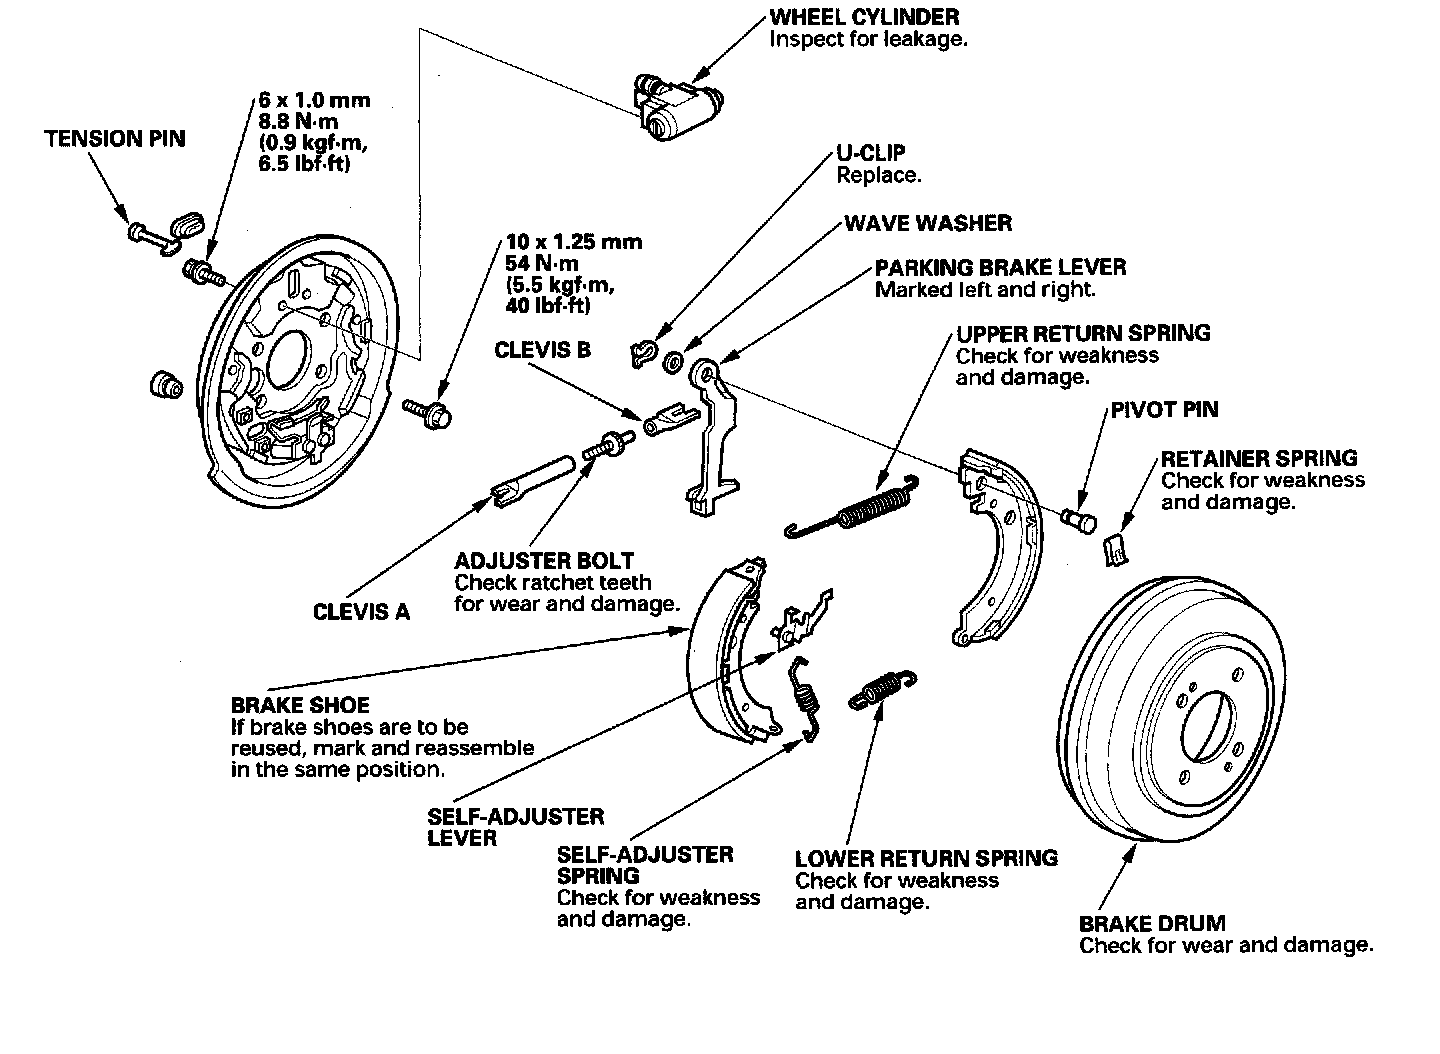 WHEEL CYLINDER
Inspect for leakage.
6 x 1.0 mm
8.8 N·m
(0.9 kgf·m,
6.5 lbf·ft)
TENSION PIN
U-CLIP
Replace.
WAVE WASHER
10 x 1.25 mm
54 N·m
(5.5 kgf·m,
40 lbf·ft)
PARKING BRAKE LEVER
Marked left and right.
CLEVIS B
UPPER RETURN SPRING
Check for weakness
and damage.
PIVOT PIN
RETAINER SPRING
Check for weakness
and damage.
ADJUSTER BOLT
Check ratchet teeth
for wear and damage.
CLEVIS A
BRAKE SHOE
If brake shoes are to be
reused, mark and reassemble
in the same position.
SELF-ADJUSTER
LEVER
SELF-ADJUSTER
SPRING
Check for weakness
and damage.
LOWER RETURN SPRING
Check for weakness
and damage.
BRAKE DRUM
Check for wear and damage.